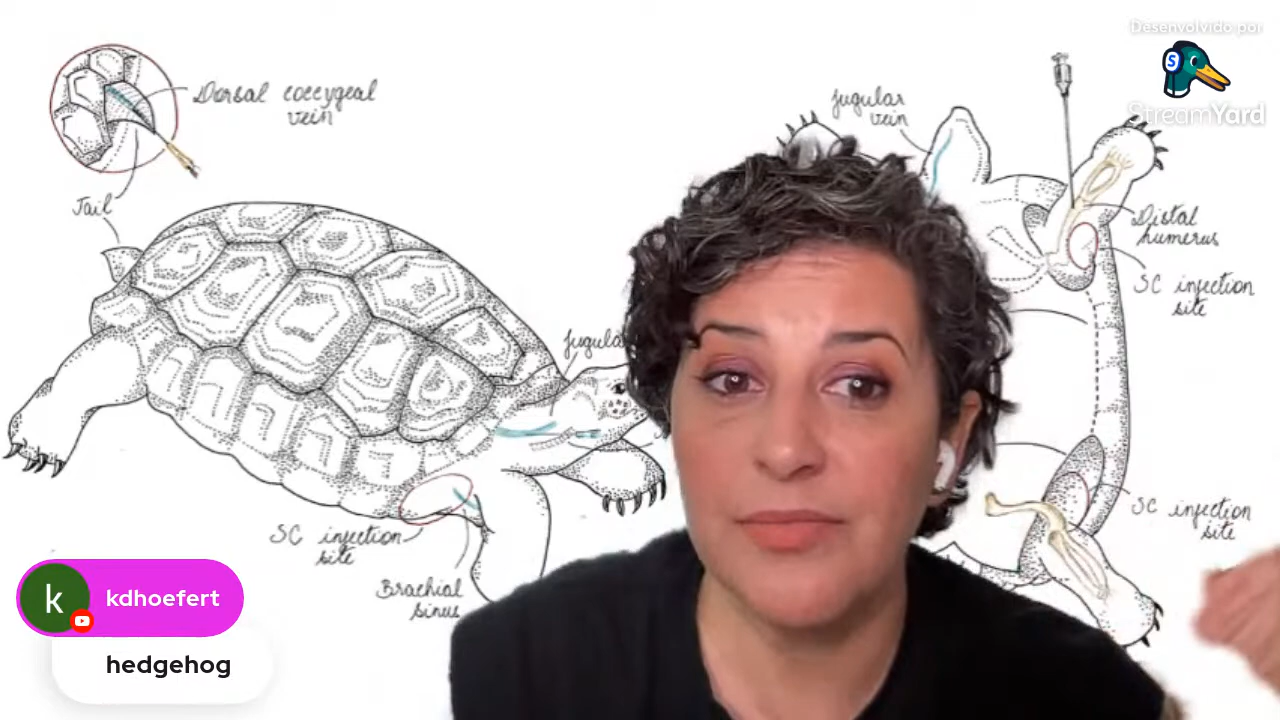 Desenvolvido por
StreamYard
Dorsal coccygeal
vein
Tail
jugular
vein
Distal
humerus
SC injection
site
jugula
SC injection
site
Brachial
sinus
SC injection
site
k
kdhoefert
hedgehog